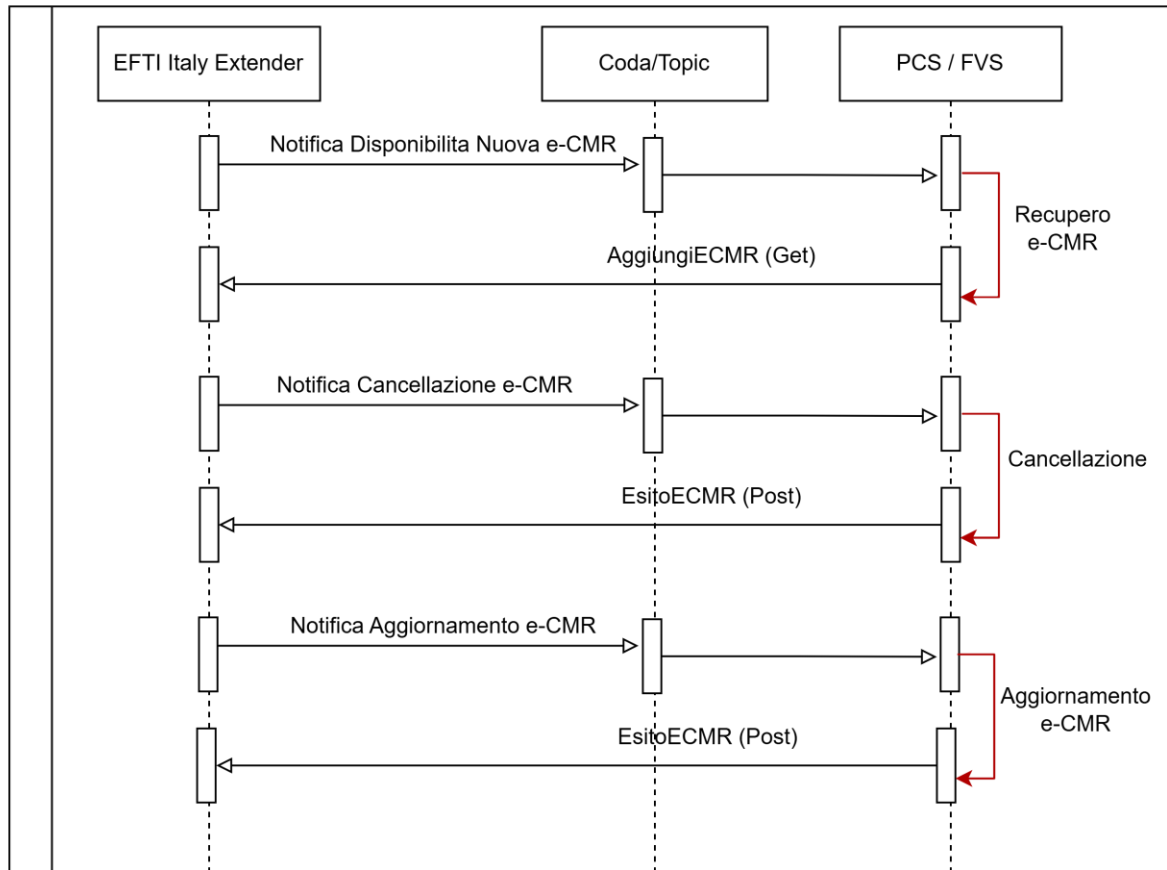 EFTI Italy Extender
Coda/Topic
PCS / FVS
Notifica Disponibilita Nuova e-CMR
Recupero
e-CMR
AggiungiECMR (Get)
Notifica Cancellazione e-CMR
Cancellazione
EsitoECMR (Post)
Notifica Aggiornamento e-CMR
Aggiornamento
e-CMR
EsitoECMR (Post)